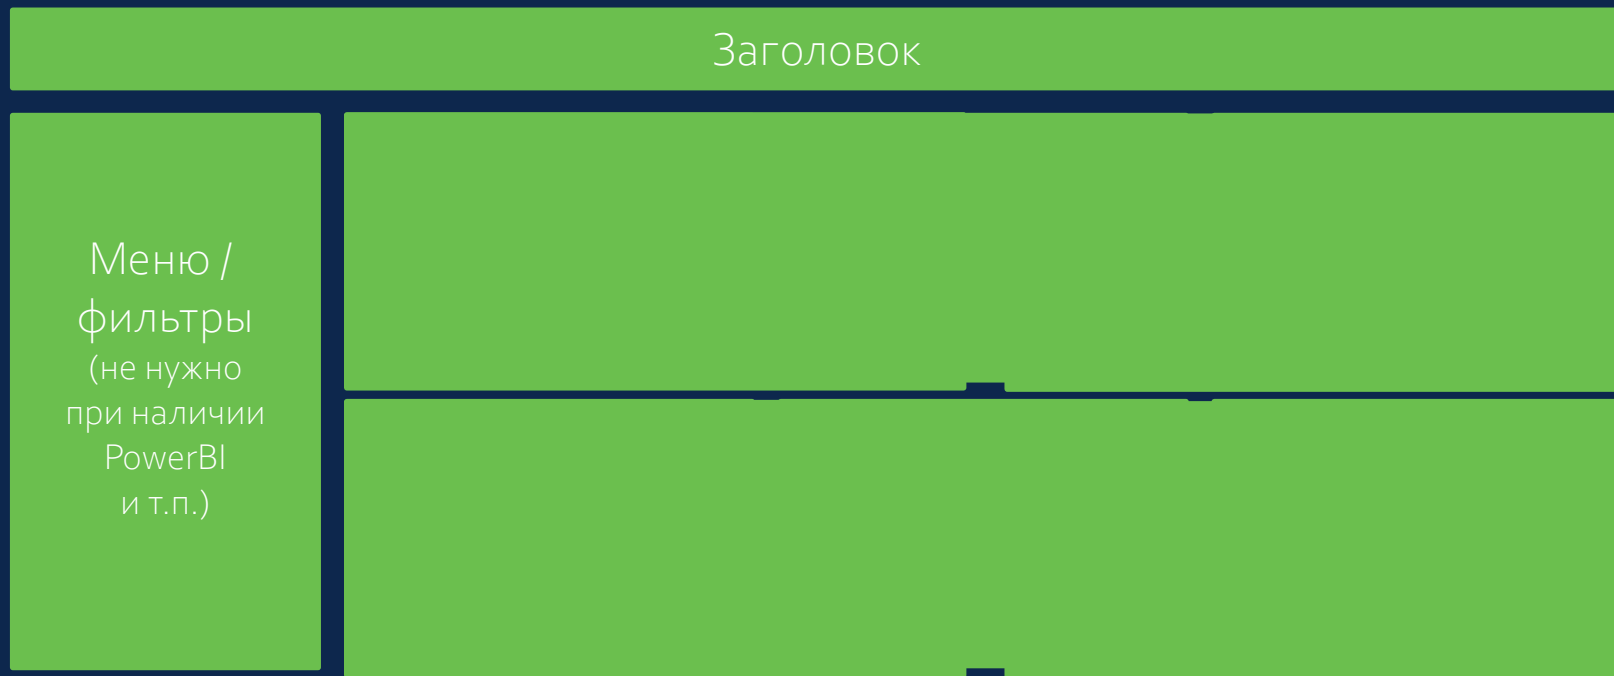 Заголовок
Меню /
фильтры
(не нужно
при наличии
PowerBI
и т.п.)